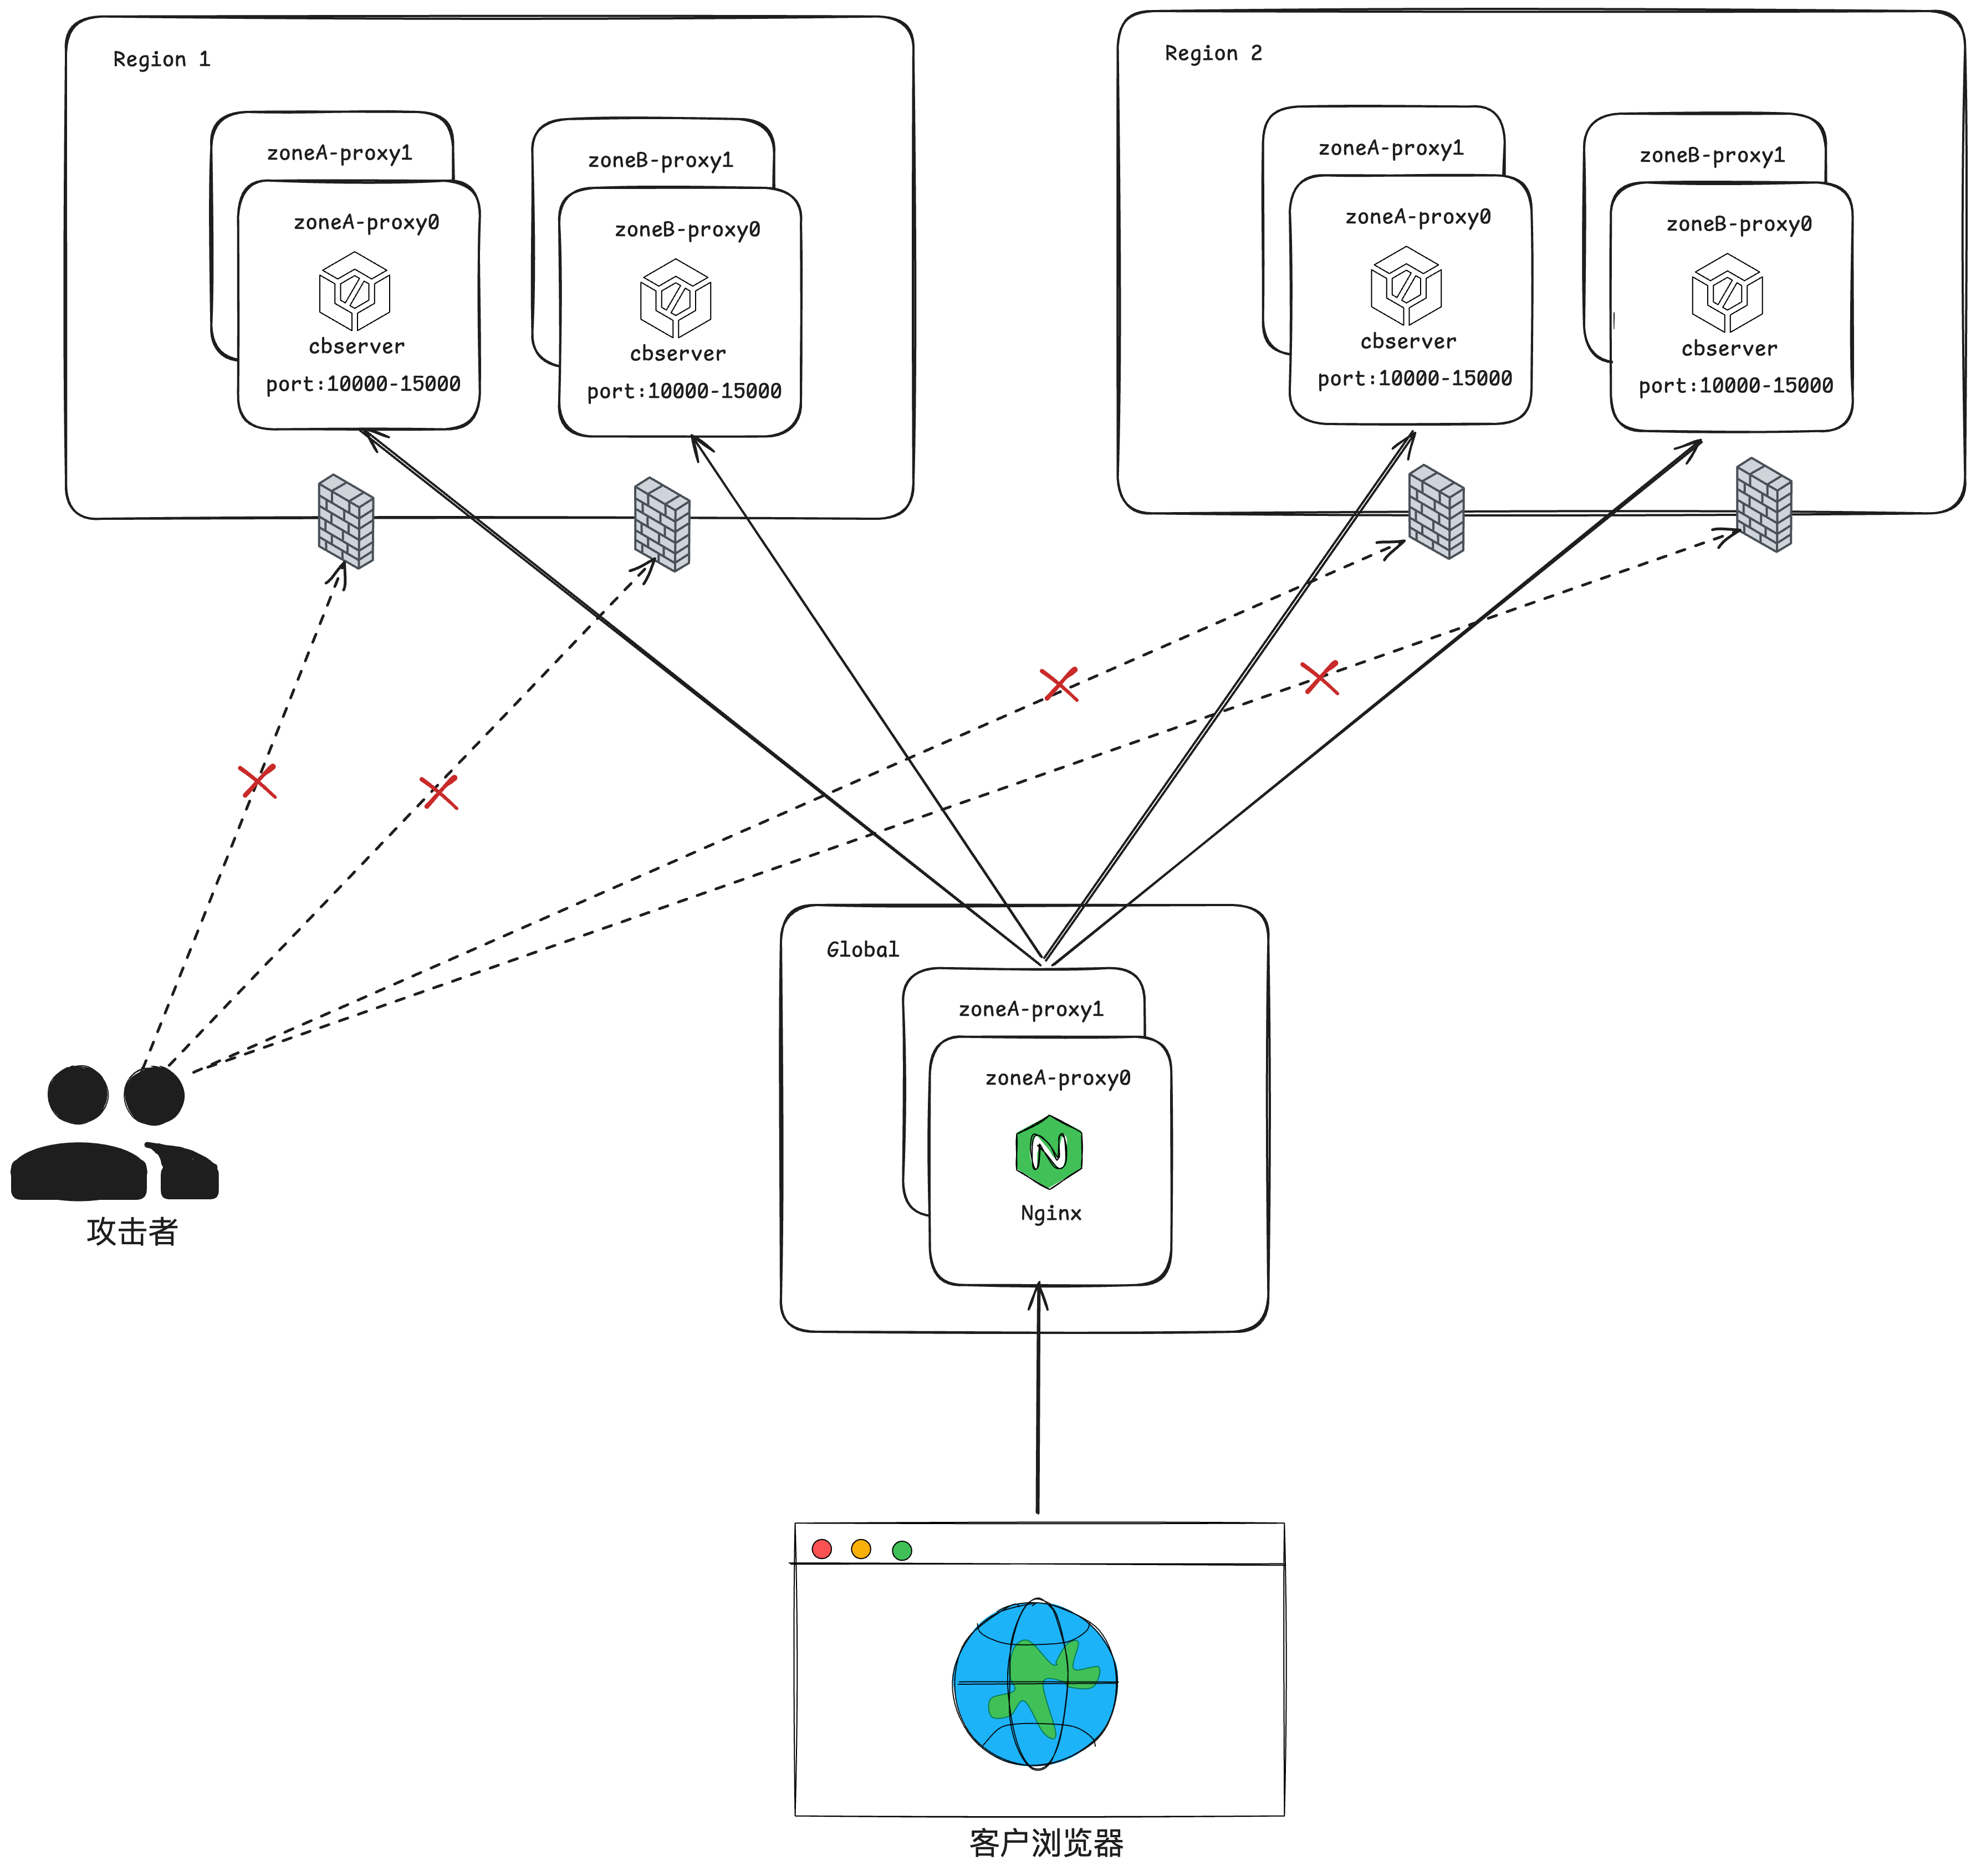 Region 1
zoneA-proxy1
zoneA-proxy0
cbserver
port:10000-15000
zoneB-proxy1
zoneB-proxy0
cbserver
port:10000-15000
Region 2
zoneA-proxy1
zoneA-proxy0
cbserver
port:10000-15000
zoneB-proxy1
zoneB-proxy0
cbserver
port:10000-15000
Global
zoneA-proxy1
zoneA-proxy0
Nginx
攻击者
客户浏览器